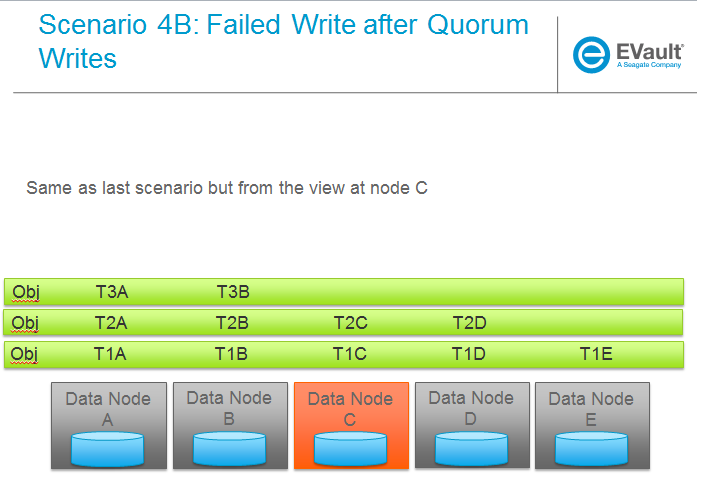 Scenario 4B: Failed Write after Quorum
Writes
EVault
A Seagate Company
Same as last scenario but from the view at node C
Obj T3A T3B
Obj T2A T2B T2C T2D
Obj T1A T1B T1C T1D T1E
Data Node Data Node Data Node Data Node Data Node
A B C D E